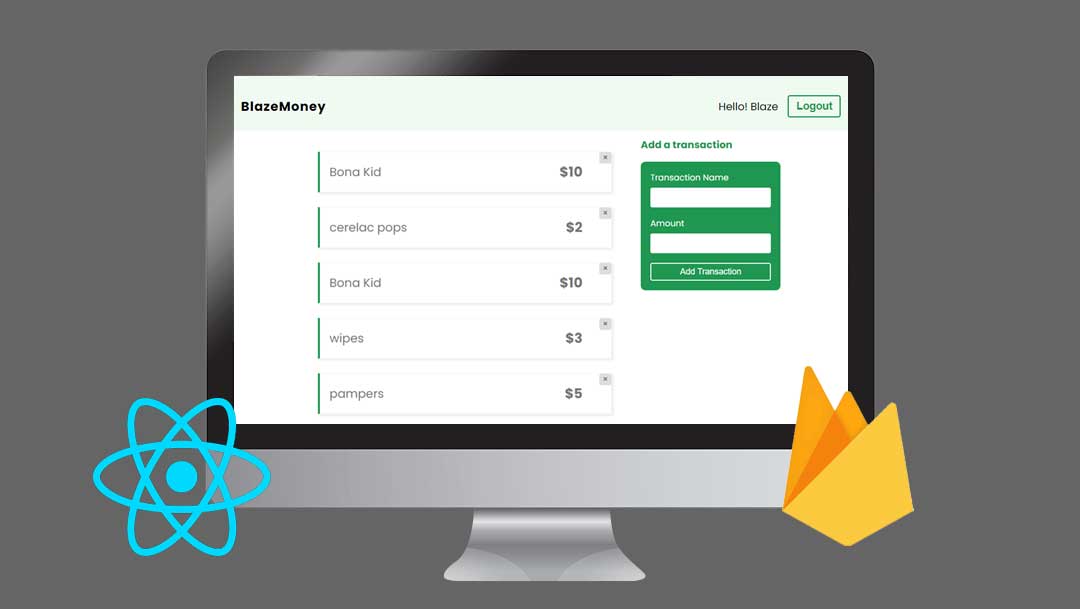 BlazeMoney
Hello! Blaze
Logout
Bona Kid
$10
cerelac pops
$2
Bona Kid
$10
wipes
$3
pampers
$5
Add a transaction
Transaction Name
Amount
Add Transaction